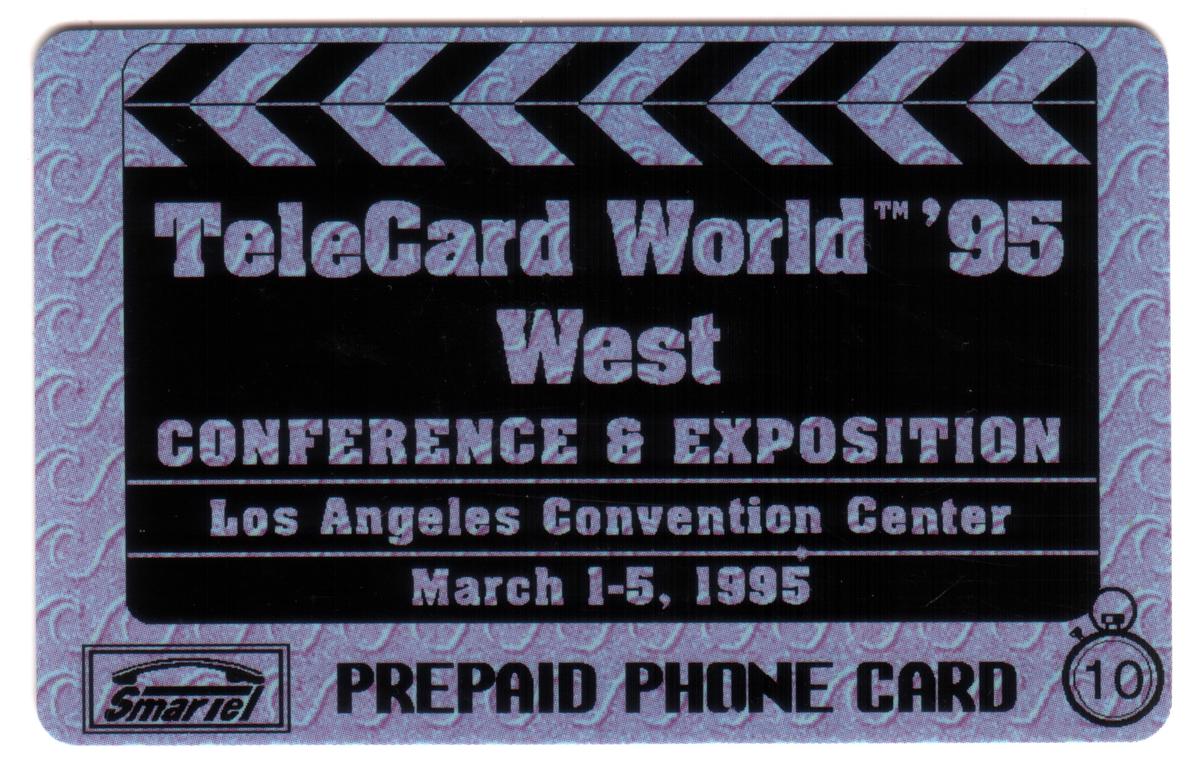 TeleCard World™ '95
West
CONFERENCE & EXPOSITION
Los Angeles Convention Center
March 1-5, 1995
SmarTel
PREPAID PHONE CARD
10